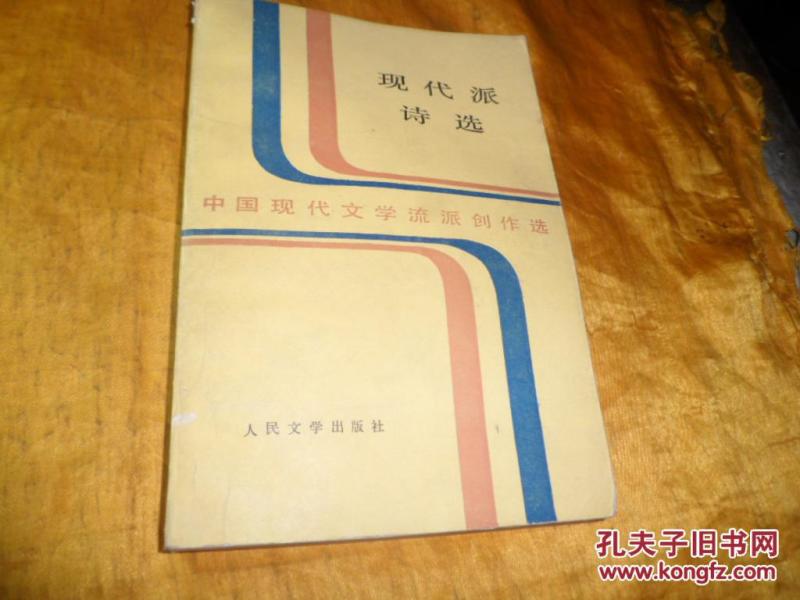 现代派
诗选
中国现代文学流派创作选
人民文学出版社
孔夫子旧书网
www.kongfz.com